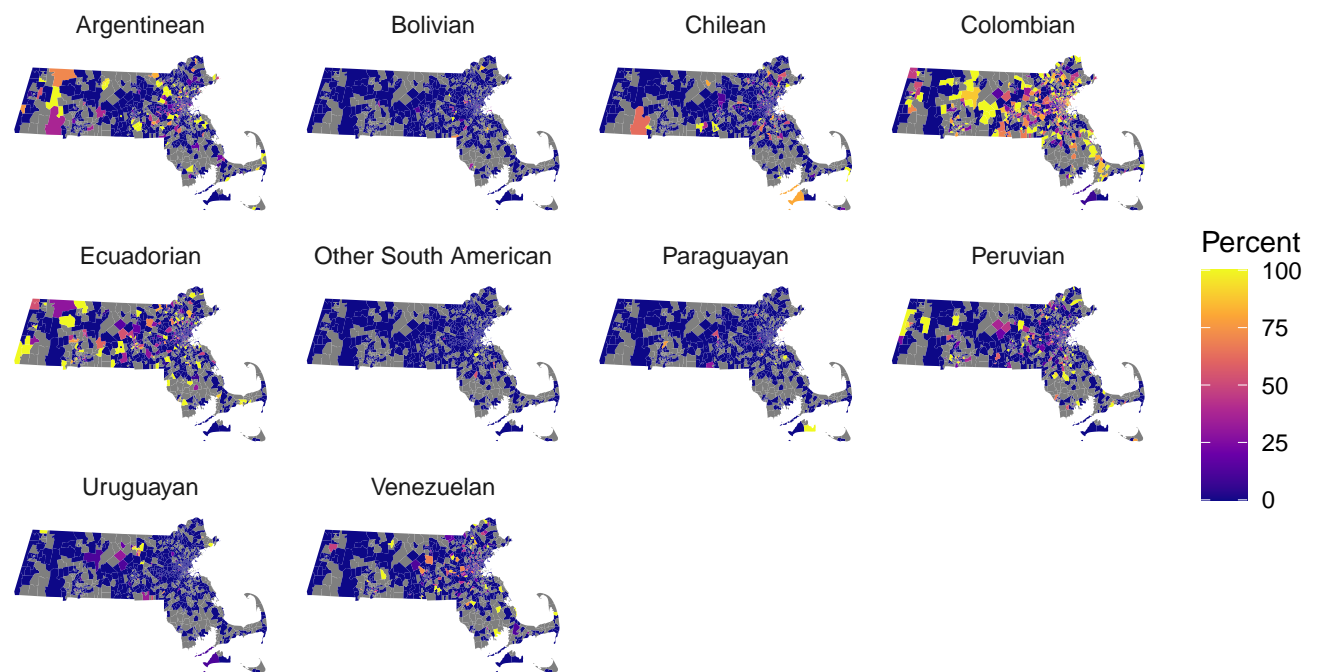 Argentinean
Bolivian
Chilean
Colombian
Ecuadorian
Other South American
Paraguayan
Peruvian
Uruguayan
Venezuelan
Percent
100
75
50
25
0